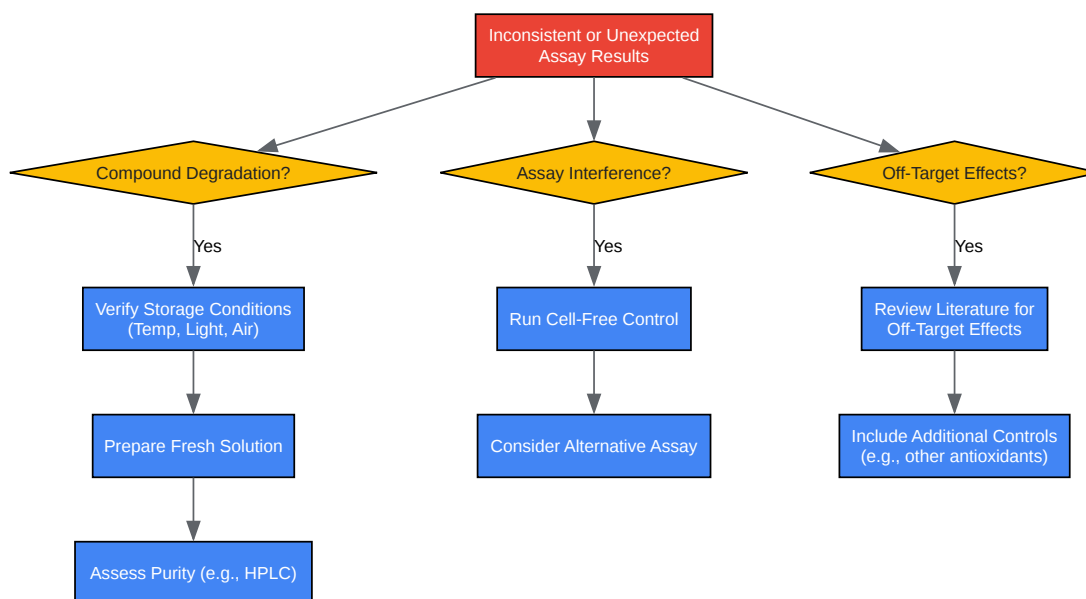 Inconsistent or Unexpected
Assay Results
Compound Degradation?
Assay Interference?
Off-Target Effects?
Yes
Yes
Yes
Verify Storage Conditions
(Temp, Light, Air)
Run Cell-Free Control
Review Literature for
Off-Target Effects
Prepare Fresh Solution
Consider Alternative Assay
Include Additional Controls
(e.g., other antioxidants)
Assess Purity (e.g., HPLC)